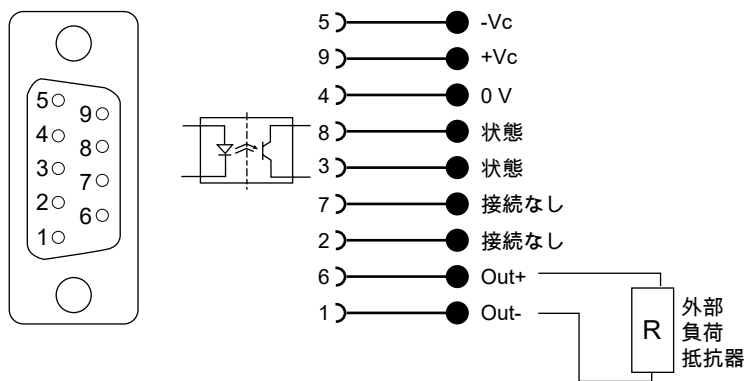 5 -Vc
9 +Vc
4 0 V
8 状態
3 状態
7 接続なし
2 接続なし
6 Out+
1 Out-
5
9
4
8
3
7
2
6
1
R
外部
負荷
抵抗器